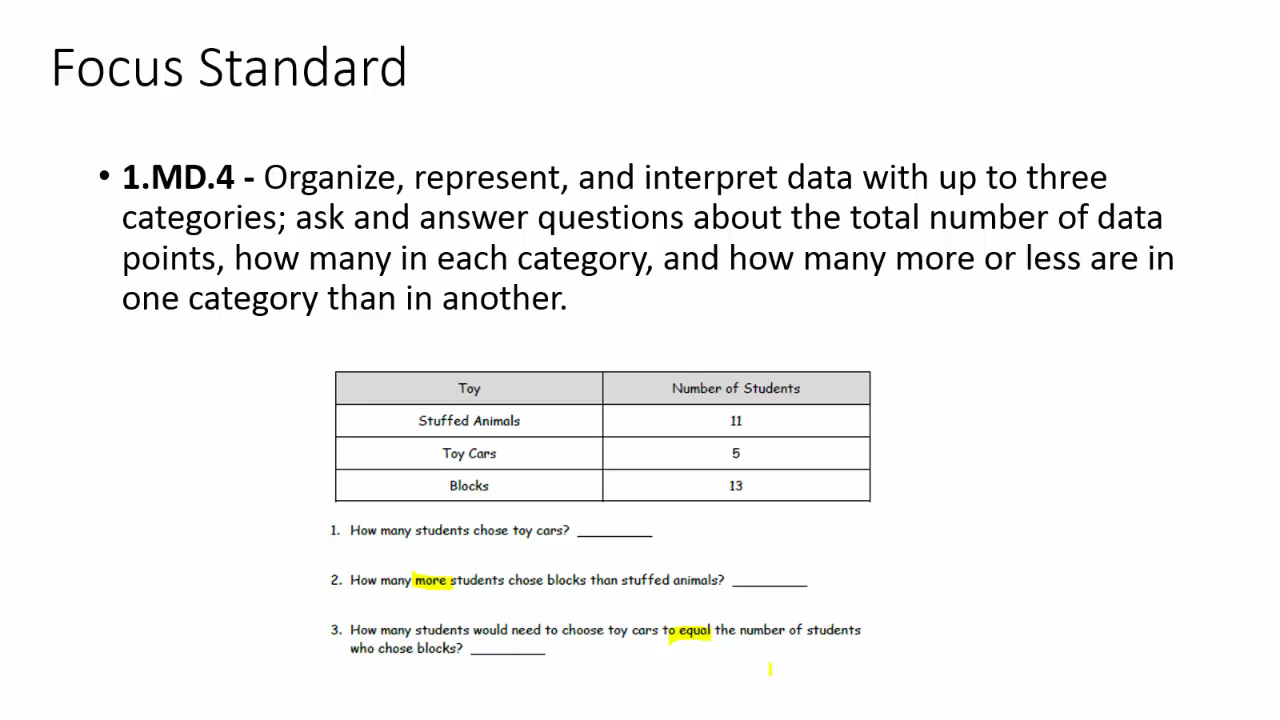 Focus Standard
• 1.MD.4 - Organize, represent, and interpret data with up to three
categories; ask and answer questions about the total number of data
points, how many in each category, and how many more or less are in
one category than in another.
Toy Number of Students
Stuffed Animals 11
Toy Cars 5
Blocks 13
1. How many students chose toy cars? _________
2. How many more students chose blocks than stuffed animals? _________
3. How many students would need to choose toy cars to equal the number of students
who chose blocks? _________